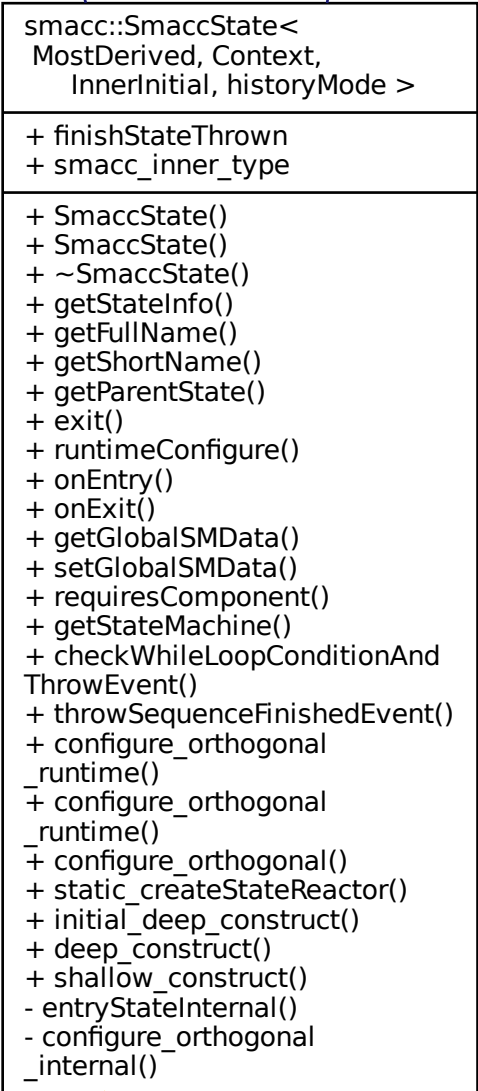 smacc::SmaccState<
MostDerived, Context,
InnerInitial, historyMode >
+ finishStateThrown
+ smacc_inner_type
+ SmaccState()
+ SmaccState()
+ ~SmaccState()
+ getStateInfo()
+ getFullName()
+ getShortName()
+ getParentState()
+ exit()
+ runtimeConfigure()
+ onEntry()
+ onExit()
+ getGlobalSMData()
+ setGlobalSMData()
+ requiresComponent()
+ getStateMachine()
+ checkWhileLoopConditionAnd
ThrowEvent()
+ throwSequenceFinishedEvent()
+ configure_orthogonal
_runtime()
+ configure_orthogonal
_runtime()
+ configure_orthogonal()
+ static_createStateReactor()
+ initial_deep_construct()
+ deep_construct()
+ shallow_construct()
- entryStateInternal()
- configure_orthogonal
_internal()